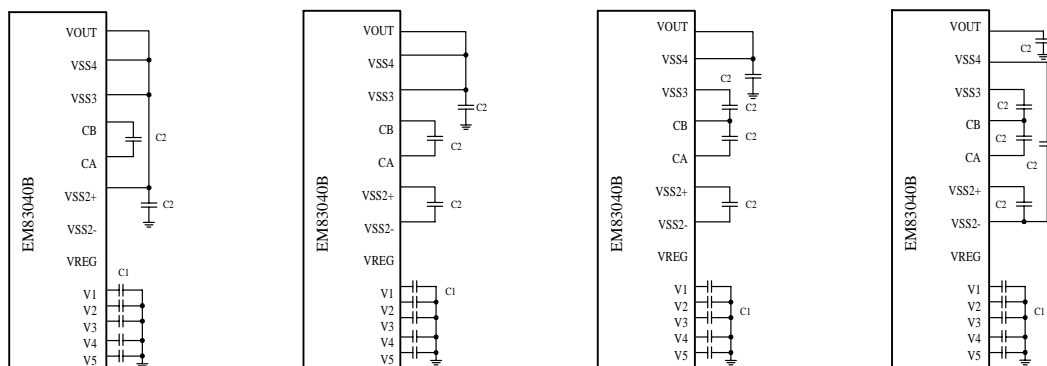 VOUT
VSS4
VSS3
CB
C2
CA
VSS2+
C2
VSS2-
VREG
C1
V1
V2
V3
V4
V5
EM83040B
VOUT
VSS4
VSS3
C2
CB
C2
CA
VSS2+
C2
VSS2-
VREG
V1
C1
V2
V3
V4
V5
EM83040B
VOUT
VSS4
C2
VSS3
C2
CB
C2
CA
VSS2+
C2
VSS2-
VREG
V1
V2
C1
V3
V4
V5
EM83040B
VOUT
C2
VSS4
VSS3
C2
CB
C2
CA
C2
VSS2+
C2
VSS2-
VREG
V1
V2
C1
V3
V4
V5
EM83040B